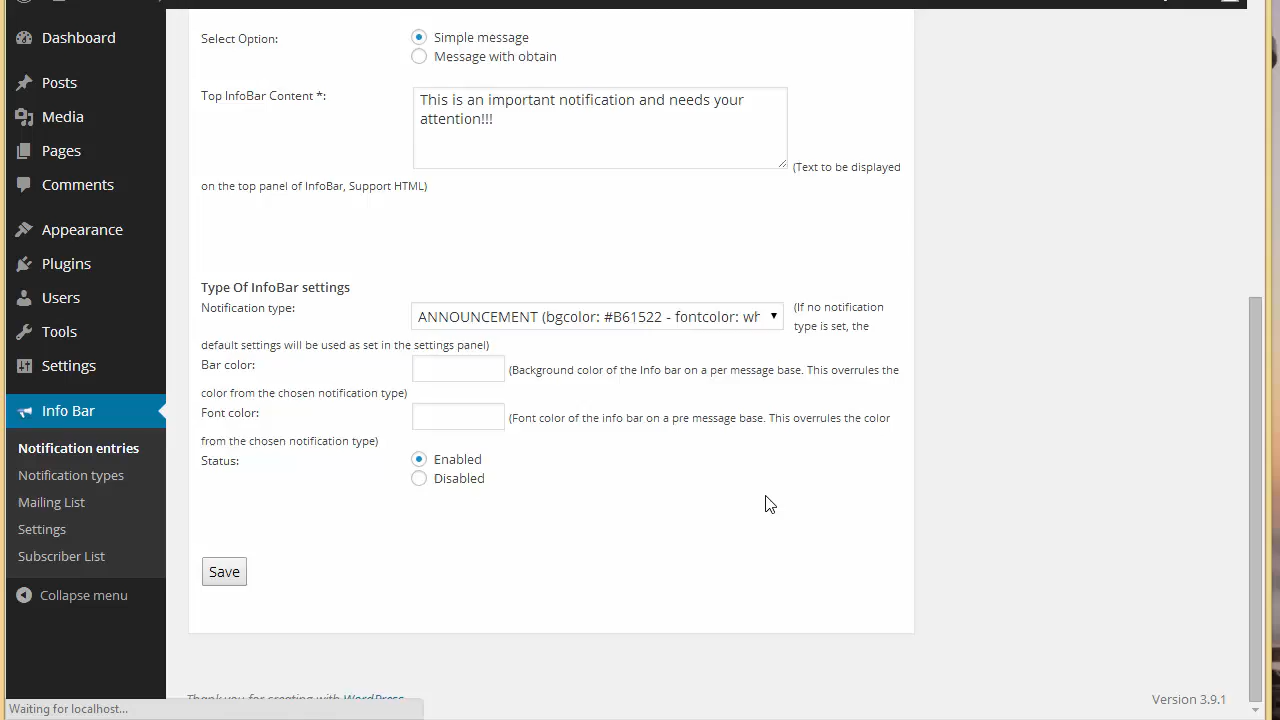 Dashboard
Posts
Media
Pages
Comments
Appearance
Plugins
Users
Tools
Settings
Info Bar
Notification entries
Notification types
Mailing List
Settings
Subscriber List
Collapse menu
Select Option:
Simple message
Message with obtain
Top InfoBar Content *:
This is an important notification and needs your
attention!!!
(Text to be displayed
on the top panel of InfoBar, Support HTML)
Type Of InfoBar settings
Notification type:
ANNOUNCEMENT (bgcolor: #B61522 - fontcolor: wh
(If no notification
type is set, the
default settings will be used as set in the settings panel)
Bar color:
(Background color of the Info bar on a per message base. This overrules the
color from the chosen notification type)
Font color:
(Font color of the info bar on a pre message base. This overrules the color
from the chosen notification type)
Status:
Enabled
Disabled
Save
Thank you for creating with WordPress.
Version 3.9.1
Waiting for localhost...